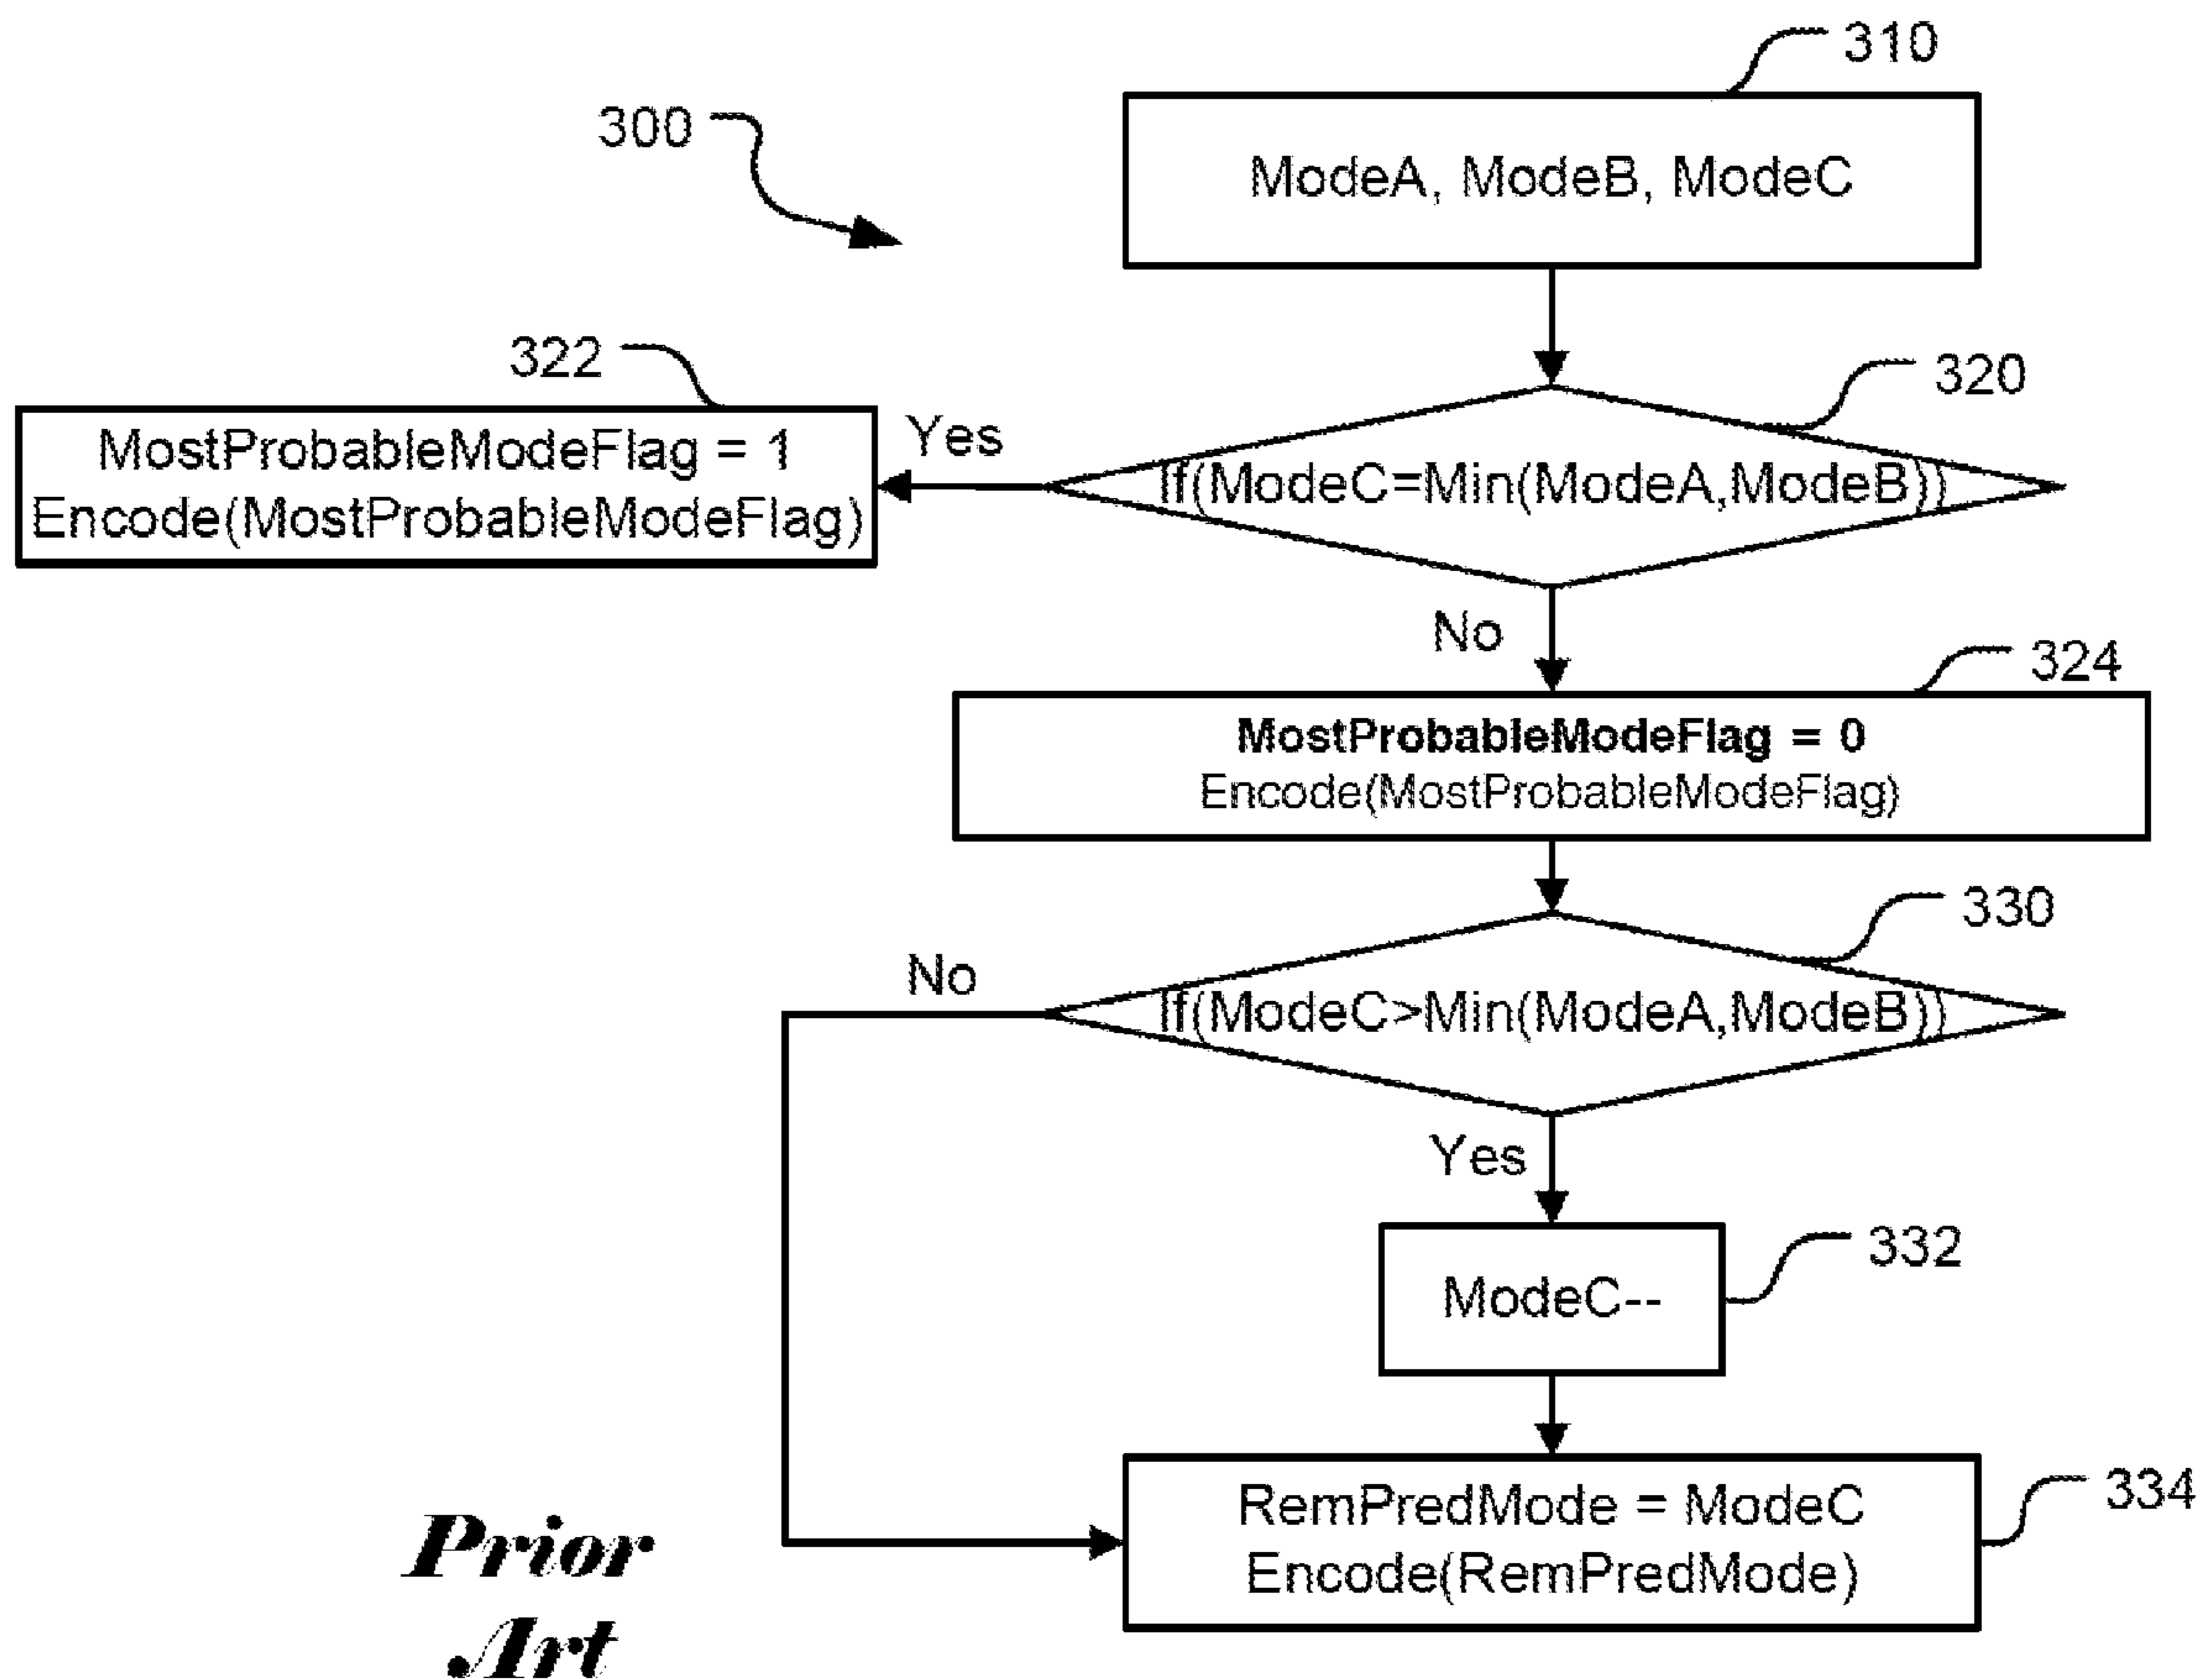 310
300
ModeA, ModeB, ModeC
322
320
MostProbableModeFlag = 1
Encode(MostProbableModeFlag)
Yes
If(ModeC=Min(ModeA,ModeB))
No
324
MostProbableModeFlag = 0
Encode(MostProbableModeFlag)
330
No
If(ModeC>Min(ModeA,ModeB))
Yes
332
ModeC--
334
RemPredMode = ModeC
Encode(RemPredMode)
Prior
Art